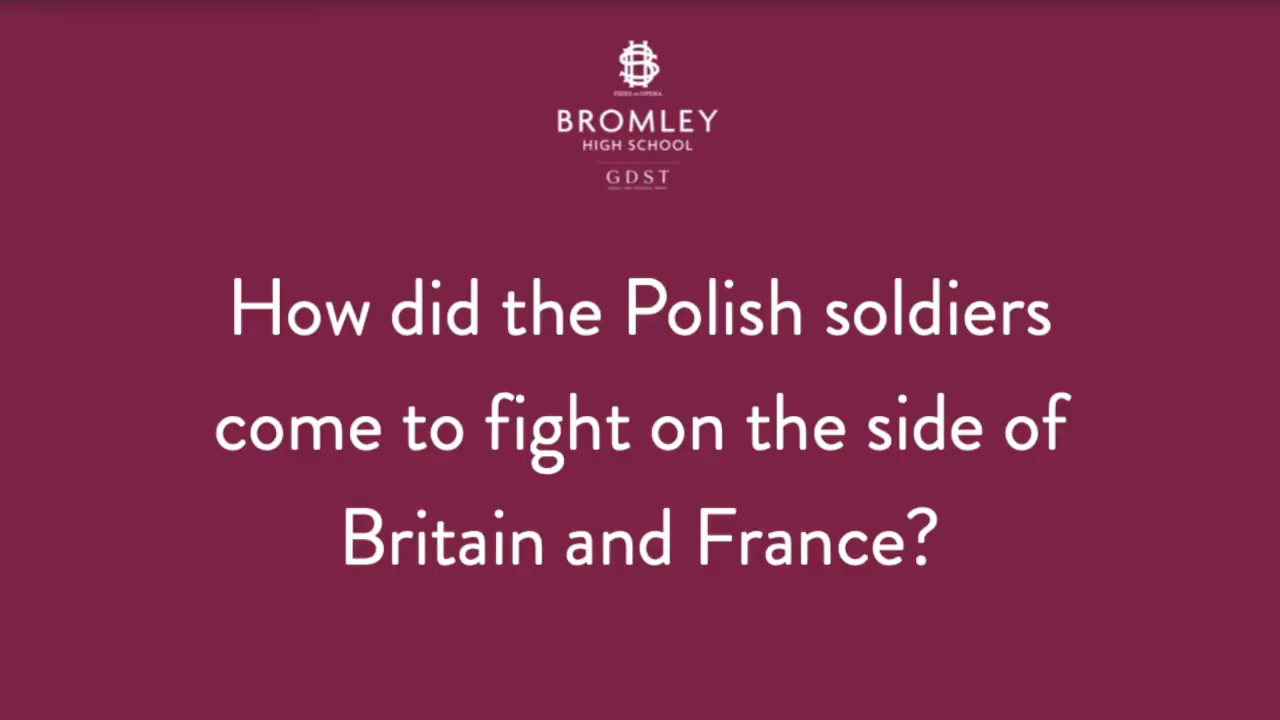 BROMLEY
HIGH SCHOOL
GDST
How did the Polish soldiers
come to fight on the side of
Britain and France?